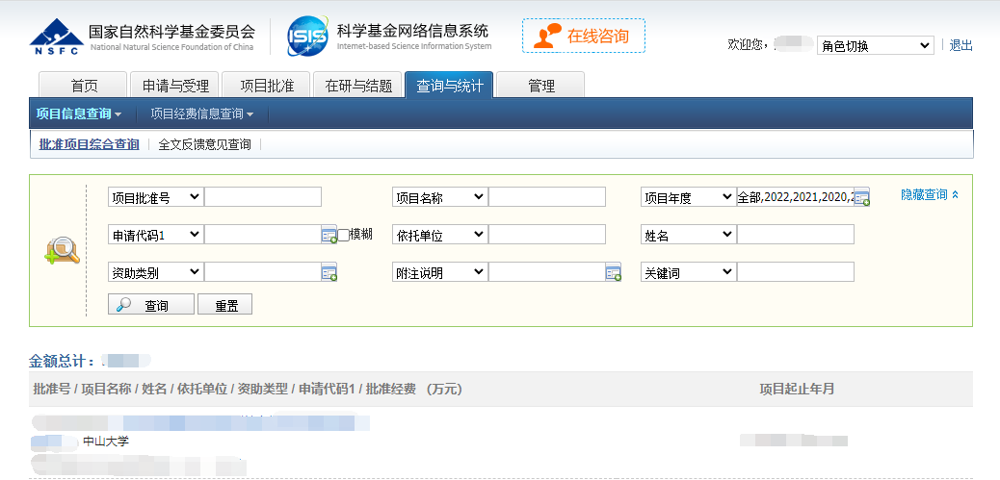 国家自然科学基金委员会
National Natural Science Foundation of China
NSFC
ISIS
科学基金网络信息系统
Internet-based Science Information System
在线咨询
欢迎您，
角色切换
退出
首页 申请与受理 项目批准 在研与结题 查询与统计 管理
项目信息查询 项目经费信息查询
批准项目综合查询 全文反馈意见查询
项目批准号 项目名称 项目年度 全部,2022,2021,2020, 隐藏查询
申请代码1 模糊 依托单位 姓名
资助类别 附注说明 关键词
查询 重置
金额总计：
批准号 / 项目名称 / 姓名 / 依托单位 / 资助类型 / 申请代码1 / 批准经费 (万元) 项目起止年月
中山大学